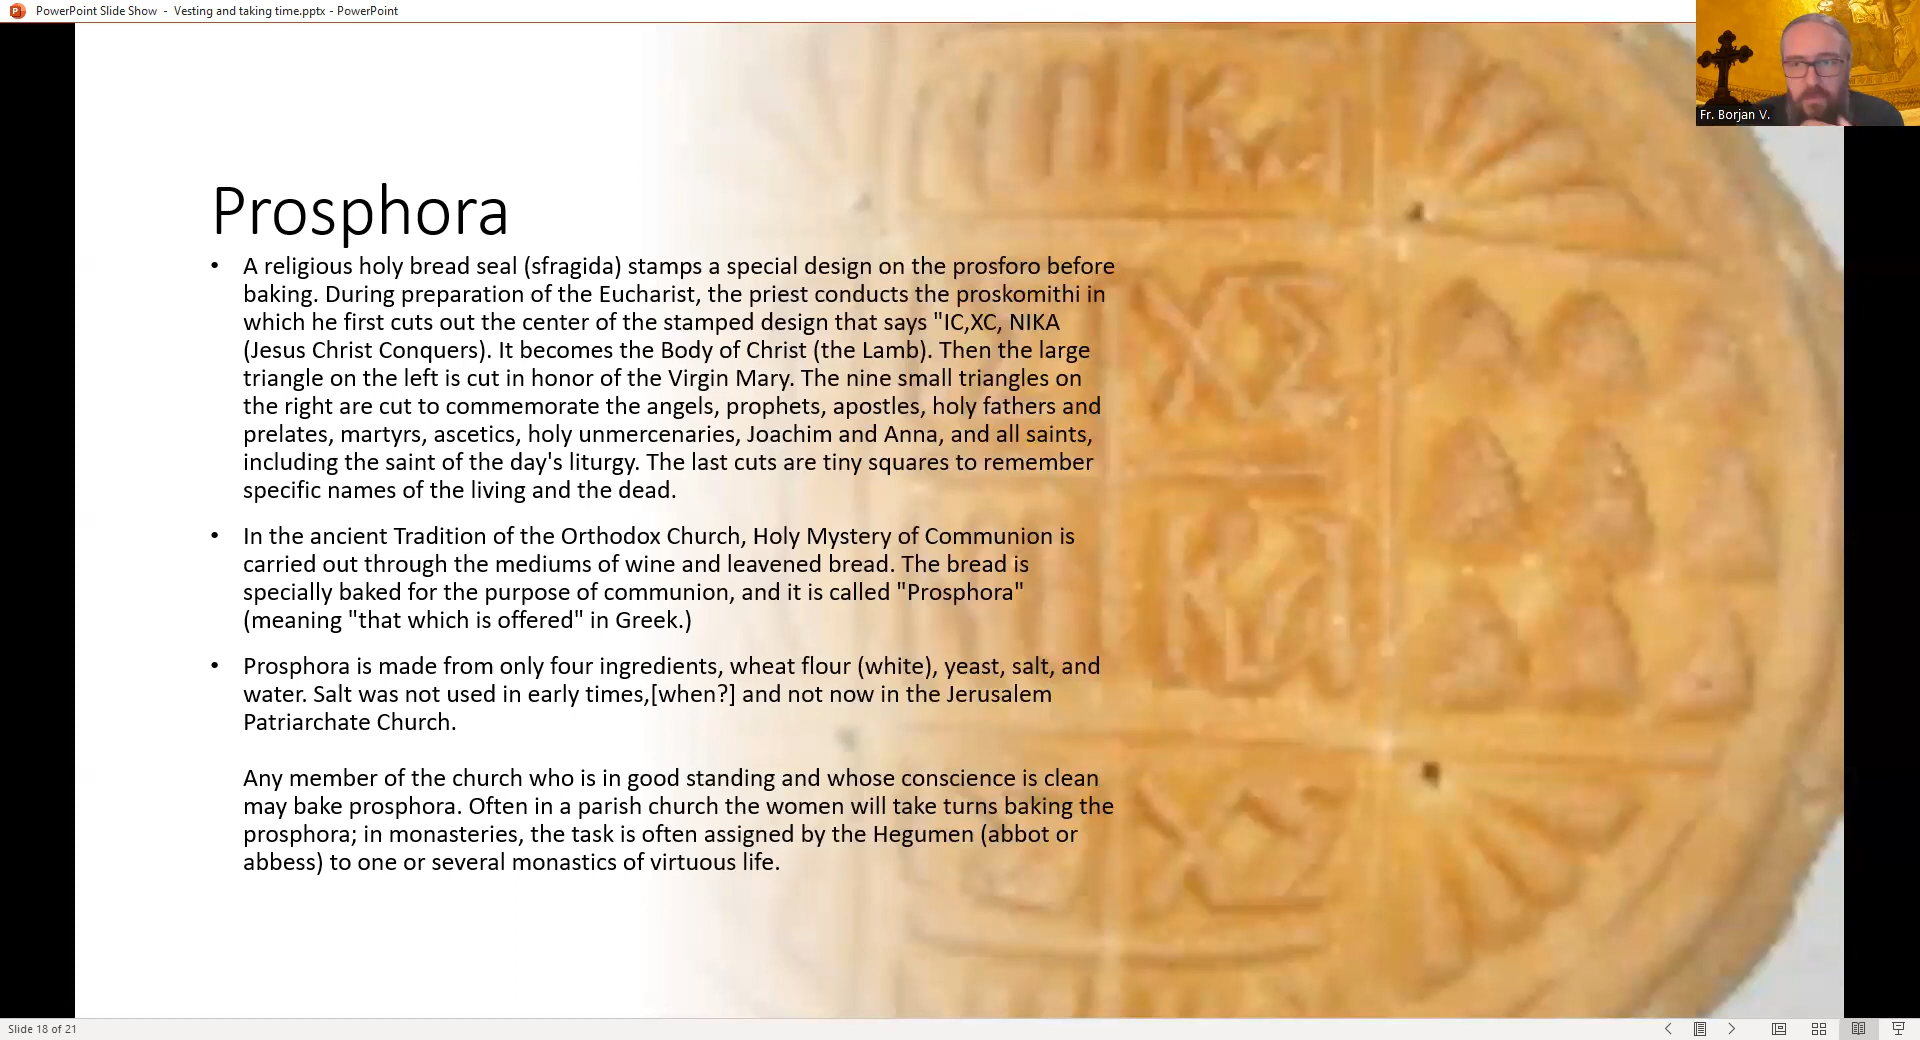 PowerPoint Slide Show - Vesting and taking time.pptx - PowerPoint
Fr. Borjan V.
Prosphora
• A religious holy bread seal (sfragida) stamps a special design on the prosforo before
baking. During preparation of the Eucharist, the priest conducts the proskomithi in
which he first cuts out the center of the stamped design that says "IC,XC, NIKA
(Jesus Christ Conquers). It becomes the Body of Christ (the Lamb). Then the large
triangle on the left is cut in honor of the Virgin Mary. The nine small triangles on
the right are cut to commemorate the angels, prophets, apostles, holy fathers and
prelates, martyrs, ascetics, holy unmercenaries, Joachim and Anna, and all saints,
including the saint of the day's liturgy. The last cuts are tiny squares to remember
specific names of the living and the dead.
• In the ancient Tradition of the Orthodox Church, Holy Mystery of Communion is
carried out through the mediums of wine and leavened bread. The bread is
specially baked for the purpose of communion, and it is called "Prosphora"
(meaning "that which is offered" in Greek.)
• Prosphora is made from only four ingredients, wheat flour (white), yeast, salt, and
water. Salt was not used in early times,[when?] and not now in the Jerusalem
Patriarchate Church.
Any member of the church who is in good standing and whose conscience is clean
may bake prosphora. Often in a parish church the women will take turns baking the
prosphora; in monasteries, the task is often assigned by the Hegumen (abbot or
abbess) to one or several monastics of virtuous life.
ΧΣ
ΚΑ
ΧΣ
Slide 18 of 21